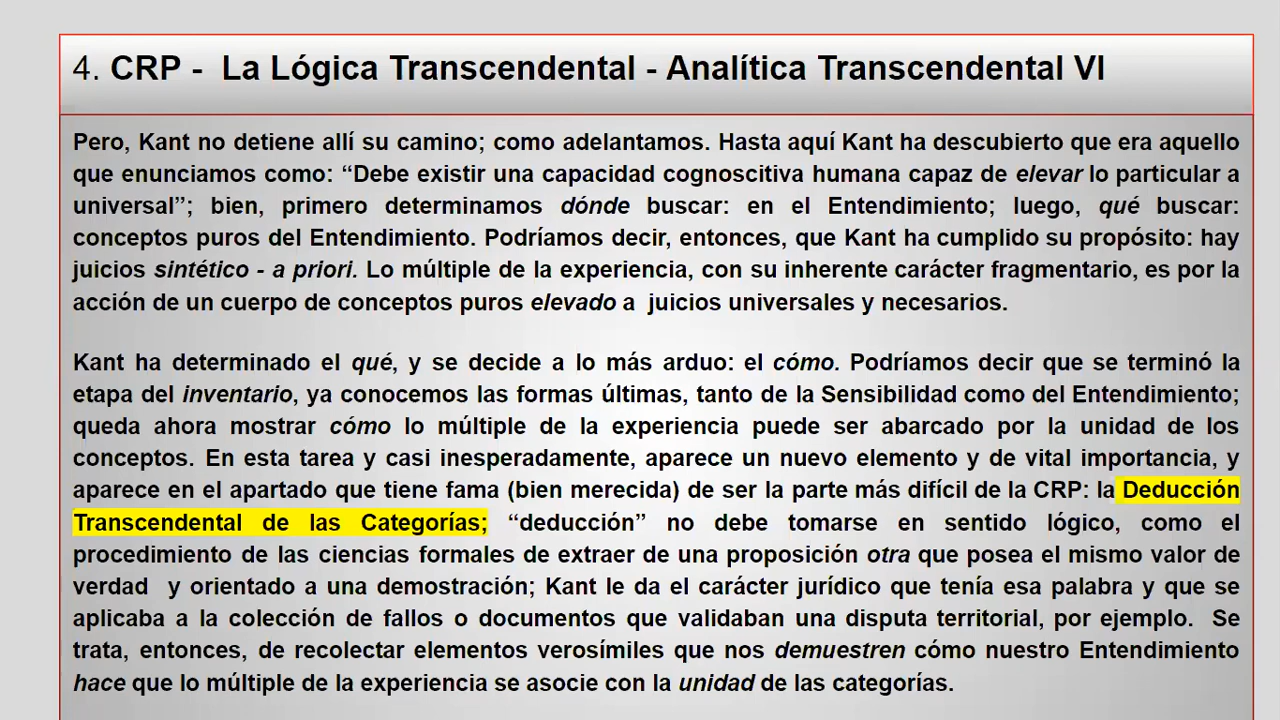 4. CRP - La Lógica Transcendental - Analítica Transcendental VI
Pero, Kant no detiene allí su camino; como adelantamos. Hasta aquí Kant ha descubierto que era aquello
que enunciamos como: “Debe existir una capacidad cognoscitiva humana capaz de elevar lo particular a
universal”; bien, primero determinamos dónde buscar: en el Entendimiento; luego, qué buscar:
conceptos puros del Entendimiento. Podríamos decir, entonces, que Kant ha cumplido su propósito: hay
juicios sintético - a priori. Lo múltiple de la experiencia, con su inherente carácter fragmentario, es por la
acción de un cuerpo de conceptos puros elevado a juicios universales y necesarios.
Kant ha determinado el qué, y se decide a lo más arduo: el cómo. Podríamos decir que se terminó la
etapa del inventario, ya conocemos las formas últimas, tanto de la Sensibilidad como del Entendimiento;
queda ahora mostrar cómo lo múltiple de la experiencia puede ser abarcado por la unidad de los
conceptos. En esta tarea y casi inesperadamente, aparece un nuevo elemento y de vital importancia, y
aparece en el apartado que tiene fama (bien merecida) de ser la parte más difícil de la CRP: la Deducción
Transcendental de las Categorías; “deducción” no debe tomarse en sentido lógico, como el
procedimiento de las ciencias formales de extraer de una proposición otra que posea el mismo valor de
verdad y orientado a una demostración; Kant le da el carácter jurídico que tenía esa palabra y que se
aplicaba a la colección de fallos o documentos que validaban una disputa territorial, por ejemplo. Se
trata, entonces, de recolectar elementos verosímiles que nos demuestren cómo nuestro Entendimiento
hace que lo múltiple de la experiencia se asocie con la unidad de las categorías.